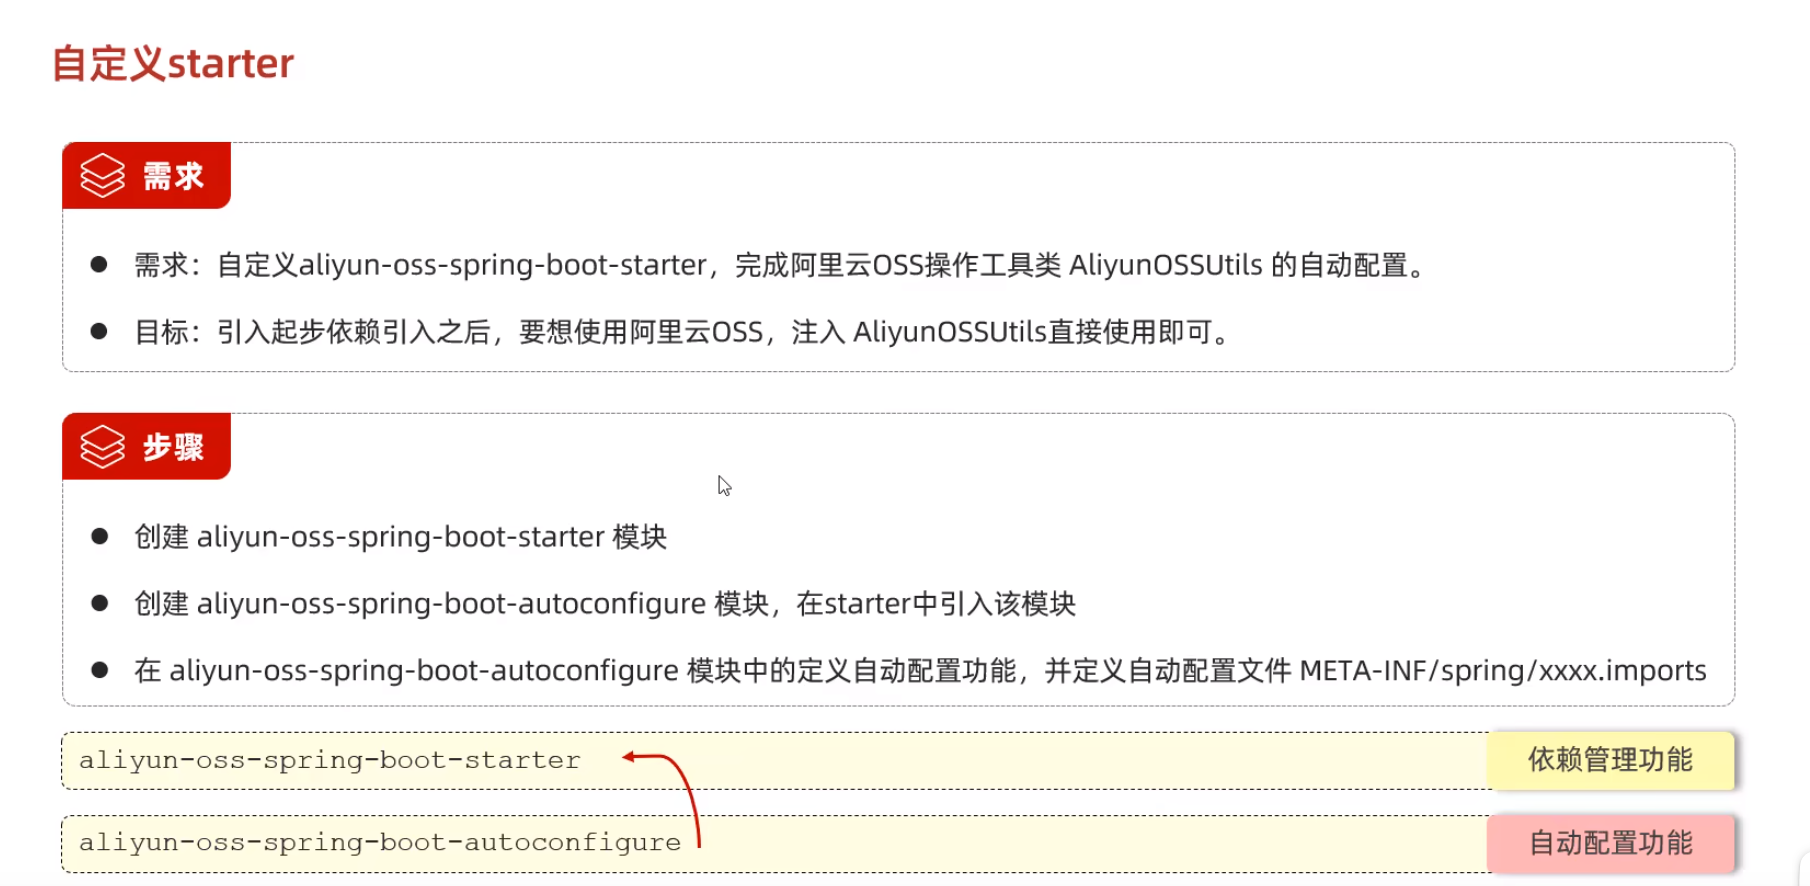 自定义starter
需求
需求：自定义aliyun-oss-spring-boot-starter，完成阿里云OSS操作工具类 AliyunOSSUtils 的自动配置。
目标：引入起步依赖引入之后，要想使用阿里云OSS，注入 AliyunOSSUtils直接使用即可。
步骤
创建 aliyun-oss-spring-boot-starter 模块
创建 aliyun-oss-spring-boot-autoconfigure 模块，在starter中引入该模块
在 aliyun-oss-spring-boot-autoconfigure 模块中的定义自动配置功能，并定义自动配置文件 META-INF/spring/xxxx.imports
aliyun-oss-spring-boot-starter 依赖管理功能
aliyun-oss-spring-boot-autoconfigure 自动配置功能